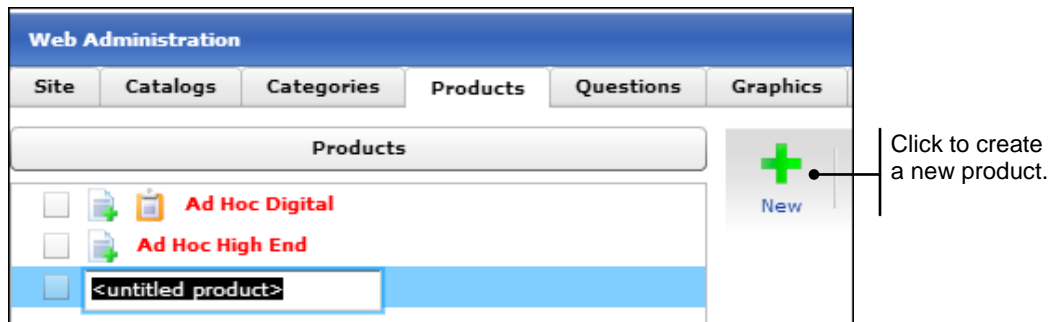 Web Administration
Site Catalogs Categories Products Questions Graphics
Products
New
Ad Hoc Digital
Ad Hoc High End
<untitled product>
Click to create
a new product.